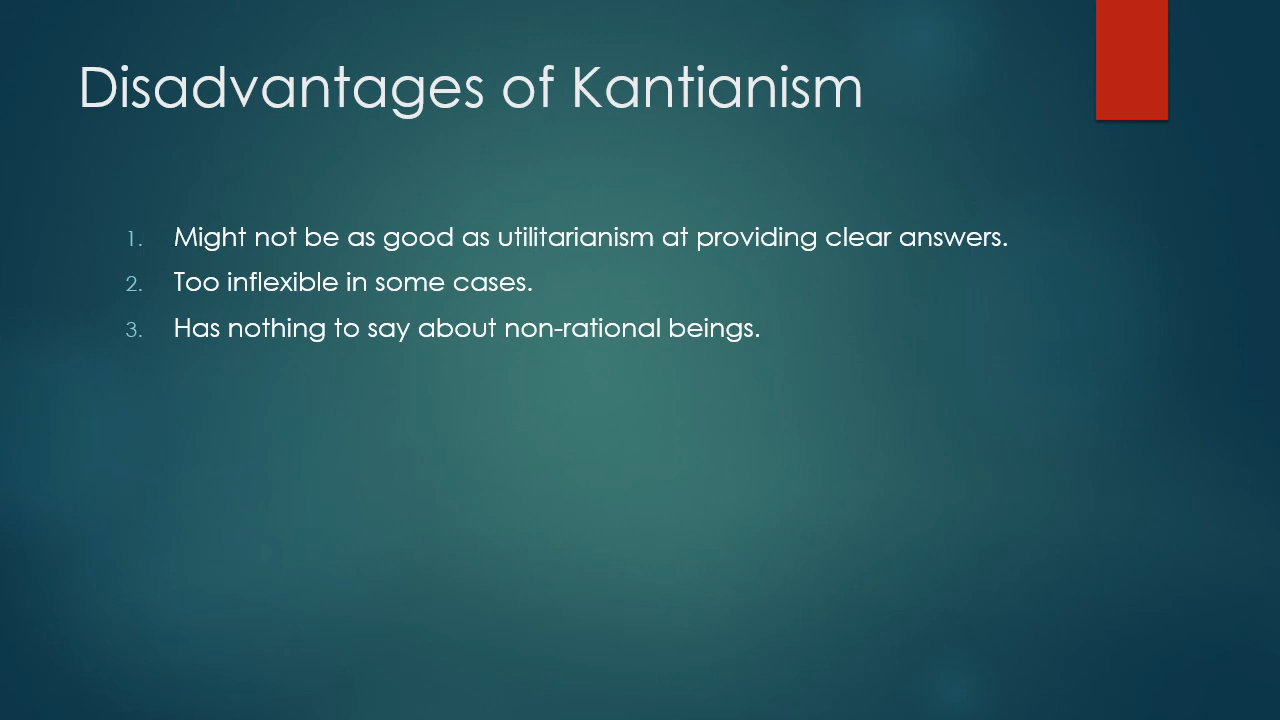 Disadvantages of Kantianism
1. Might not be as good as utilitarianism at providing clear answers.
2. Too inflexible in some cases.
3. Has nothing to say about non-rational beings.